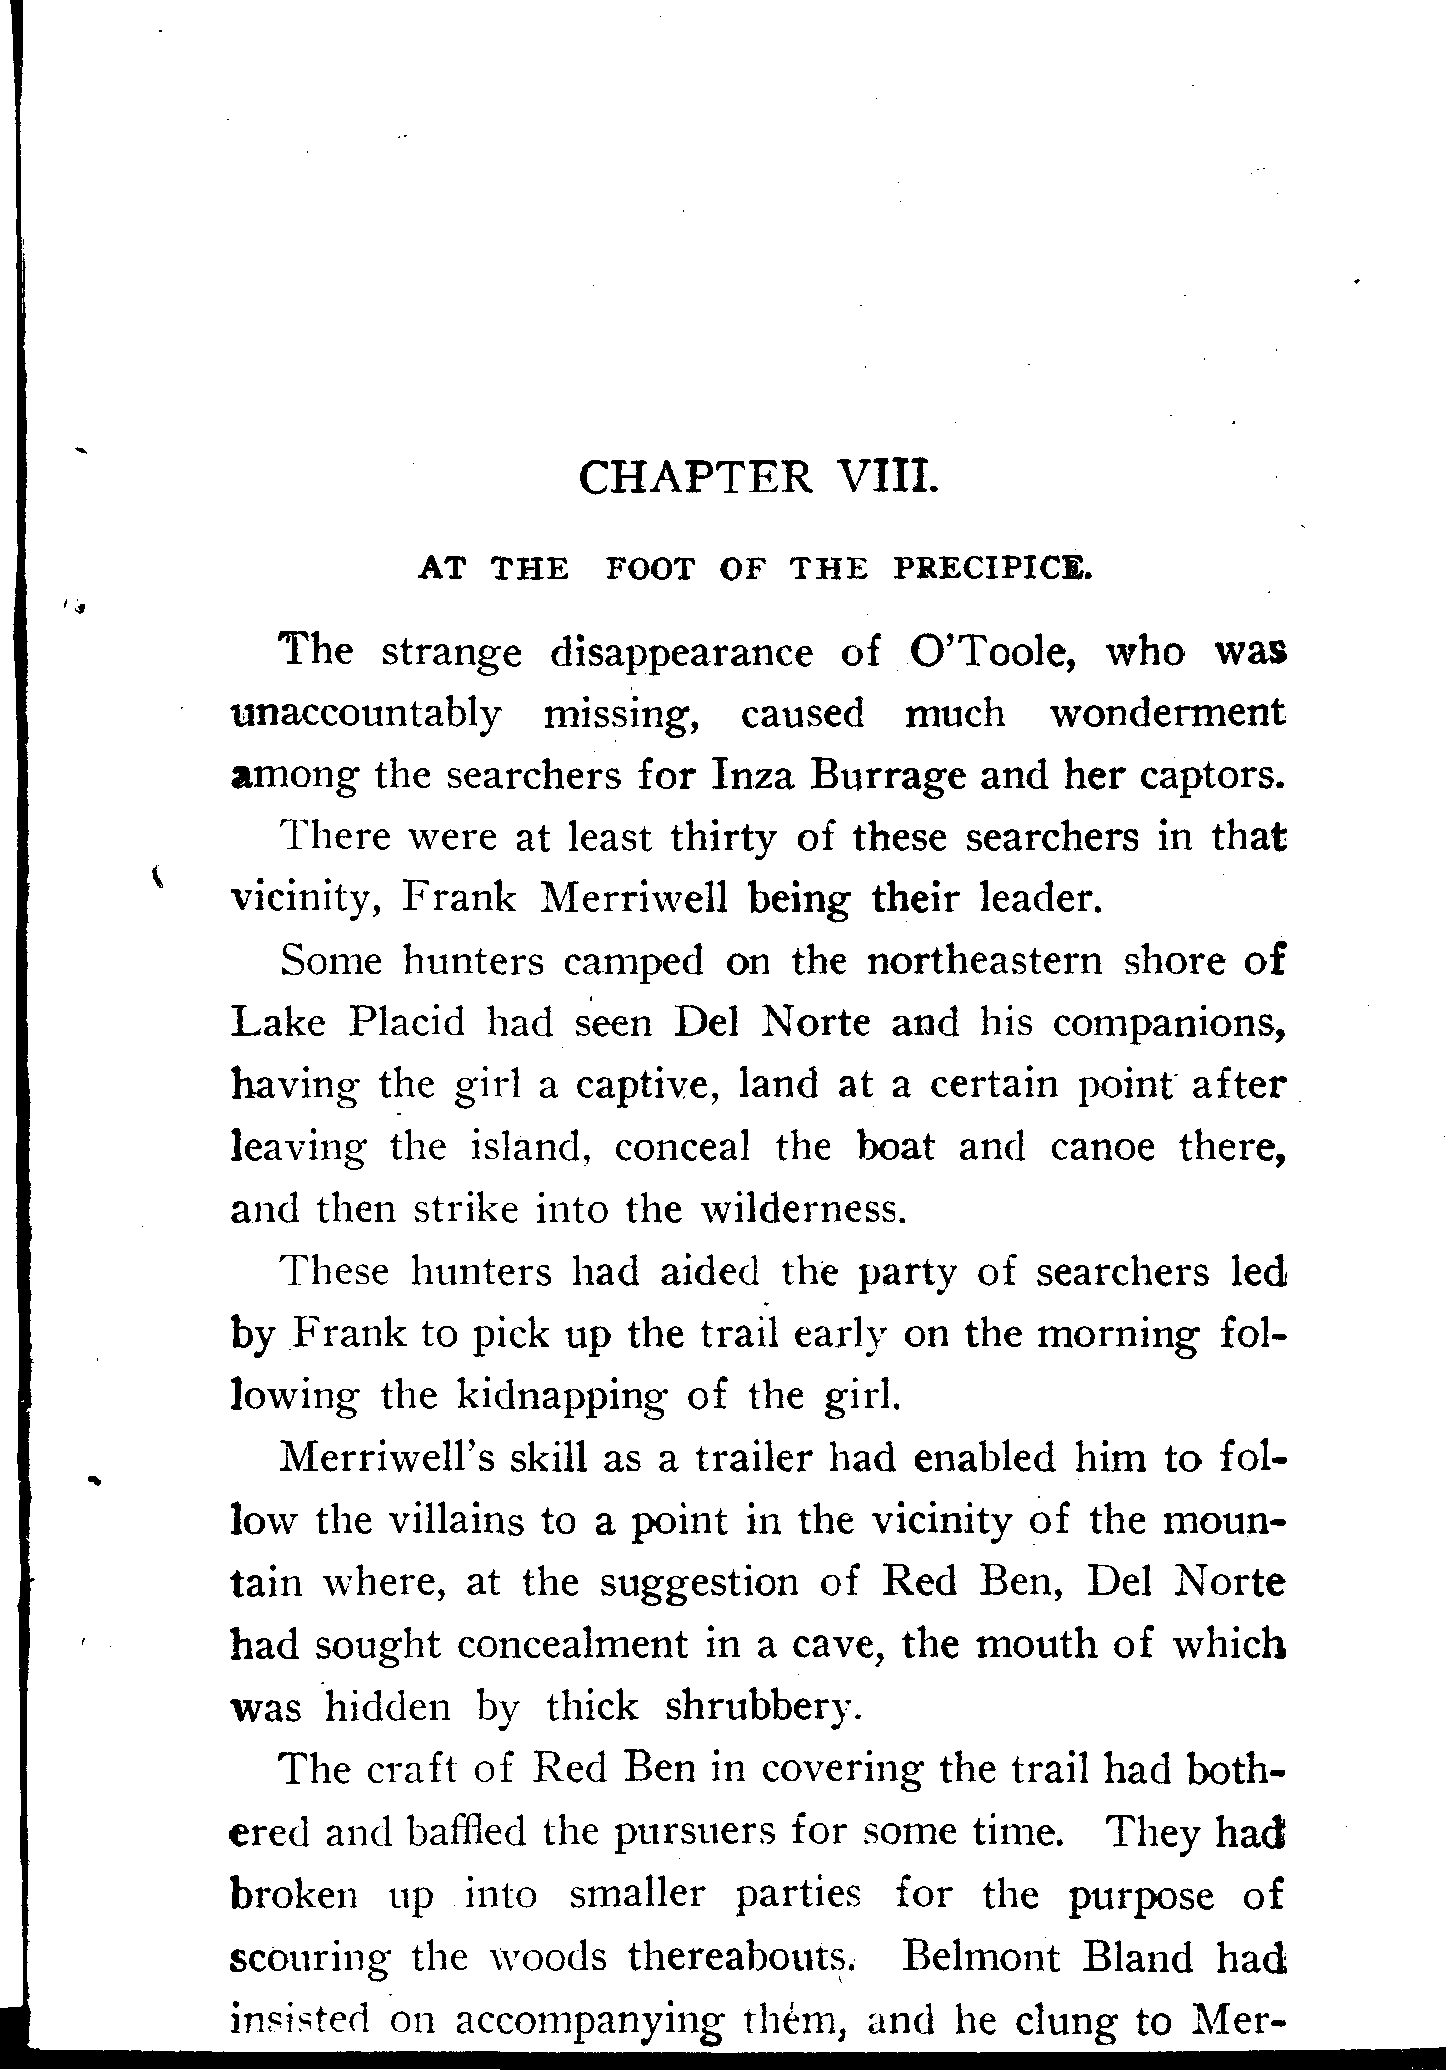 CHAPTER VIII.
AT THE FOOT OF THE PRECIPICE.
The strange disappearance of O'Toole, who was
unaccountably missing, caused much wonderment
among the searchers for Inza Burrage and her captors.
There were at least thirty of these searchers in that
vicinity, Frank Merriwell being their leader.
Some hunters camped on the northeastern shore of
Lake Placid had seen Del Norte and his companions,
having the girl a captive, land at a certain point after
leaving the island, conceal the boat and canoe there,
and then strike into the wilderness.
These hunters had aided the party of searchers led
by Frank to pick up the trail early on the morning fol-
lowing the kidnapping of the girl.
Merriwell's skill as a trailer had enabled him to fol-
low the villains to a point in the vicinity of the moun-
tain where, at the suggestion of Red Ben, Del Norte
had sought concealment in a cave, the mouth of which
was hidden by thick shrubbery.
The craft of Red Ben in covering the trail had both-
ered and baffled the pursuers for some time. They had
broken up into smaller parties for the purpose of
scouring the woods thereabouts. Belmont Bland had
insisted on accompanying them, and he clung to Mer-